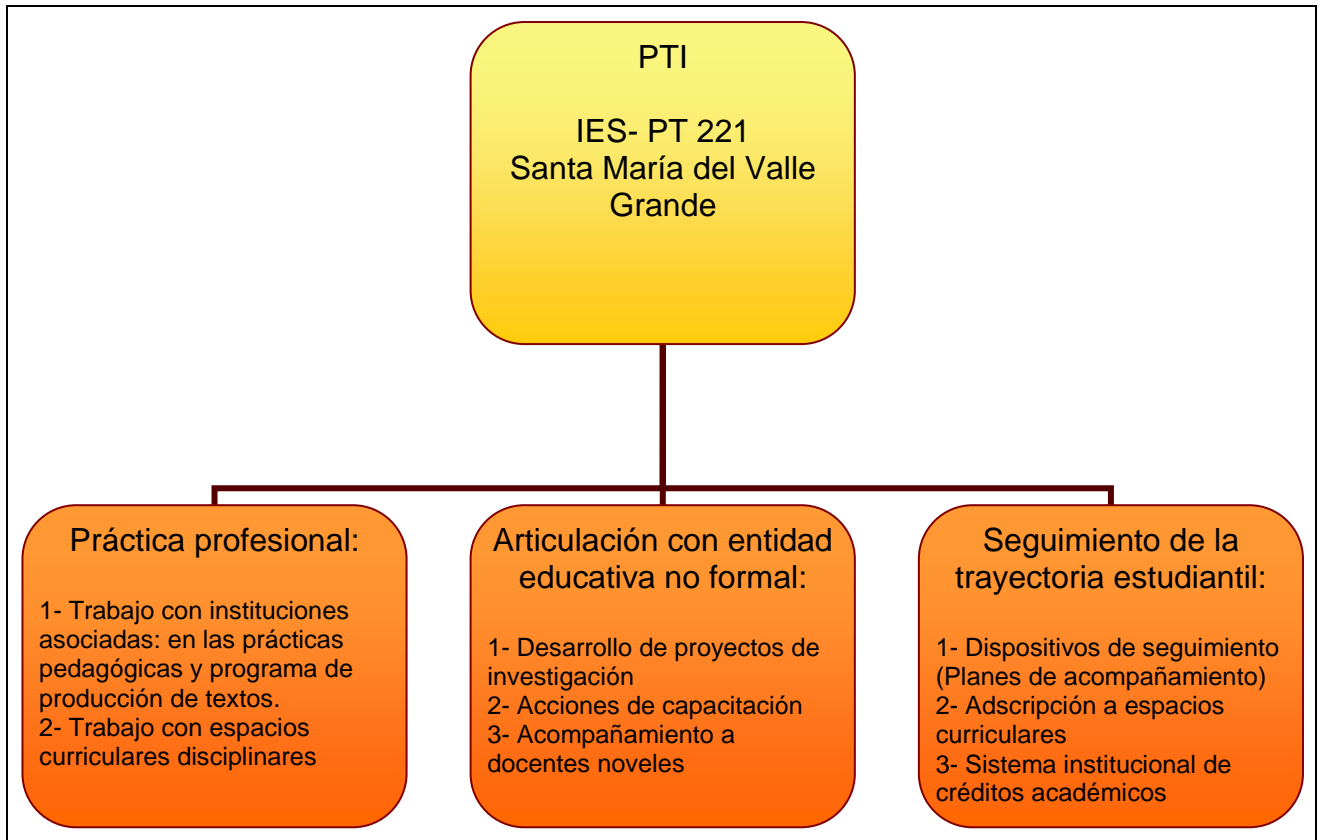 PTI
IES- PT 221
Santa María del Valle
Grande
Práctica profesional:
1- Trabajo con instituciones
asociadas: en las prácticas
pedagógicas y programa de
producción de textos.
2- Trabajo con espacios
curriculares disciplinares
Articulación con entidad
educativa no formal:
1- Desarrollo de proyectos de
investigación
2- Acciones de capacitación
3- Acompañamiento a
docentes noveles
Seguimiento de la
trayectoria estudiantil:
1- Dispositivos de seguimiento
(Planes de acompañamiento)
2- Adscripción a espacios
curriculares
3- Sistema institucional de
créditos académicos